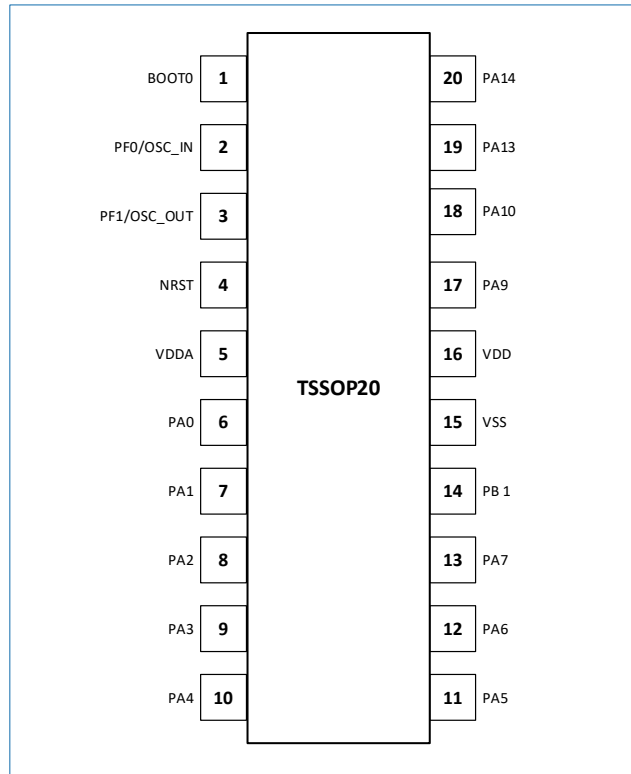 BOOT0 1 20 PA14
PF0/OSC_IN 2 19 PA13
PF1/OSC_OUT 3 18 PA10
NRST 4 17 PA9
VDDA 5 16 VDD
TSSOP20
PA0 6 15 VSS
PA1 7 14 PB 1
PA2 8 13 PA7
PA3 9 12 PA6
PA4 10 11 PA5